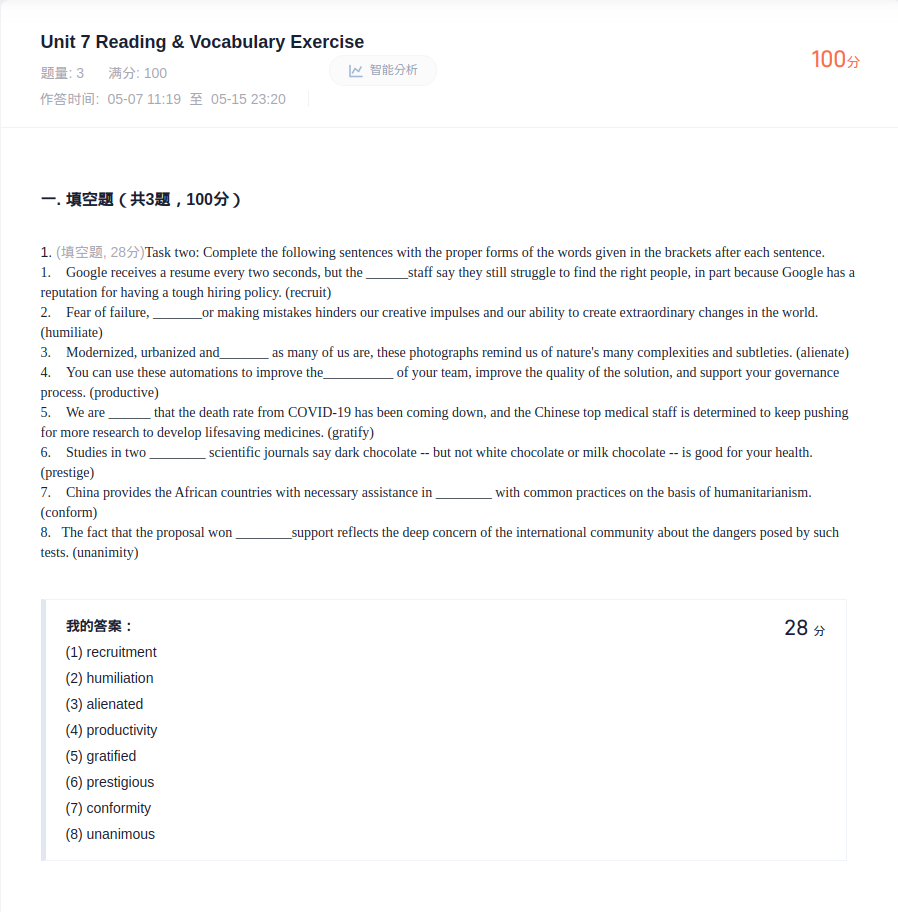 Unit 7 Reading & Vocabulary Exercise
题量: 3 满分: 100
智能分析
100分
作答时间: 05-07 11:19 至 05-15 23:20
一. 填空题（共3题，100分）
1. (填空题, 28分)Task two: Complete the following sentences with the proper forms of the words given in the brackets after each sentence.
1. Google receives a resume every two seconds, but the ______staff say they still struggle to find the right people, in part because Google has a
reputation for having a tough hiring policy. (recruit)
2. Fear of failure, _______or making mistakes hinders our creative impulses and our ability to create extraordinary changes in the world.
(humiliate)
3. Modernized, urbanized and_______ as many of us are, these photographs remind us of nature's many complexities and subtleties. (alienate)
4. You can use these automations to improve the__________ of your team, improve the quality of the solution, and support your governance
process. (productive)
5. We are ______ that the death rate from COVID-19 has been coming down, and the Chinese top medical staff is determined to keep pushing
for more research to develop lifesaving medicines. (gratify)
6. Studies in two ________ scientific journals say dark chocolate -- but not white chocolate or milk chocolate -- is good for your health.
(prestige)
7. China provides the African countries with necessary assistance in ________ with common practices on the basis of humanitarianism.
(conform)
8. The fact that the proposal won ________support reflects the deep concern of the international community about the dangers posed by such
tests. (unanimity)
我的答案：
28 分
(1) recruitment
(2) humiliation
(3) alienated
(4) productivity
(5) gratified
(6) prestigious
(7) conformity
(8) unanimous